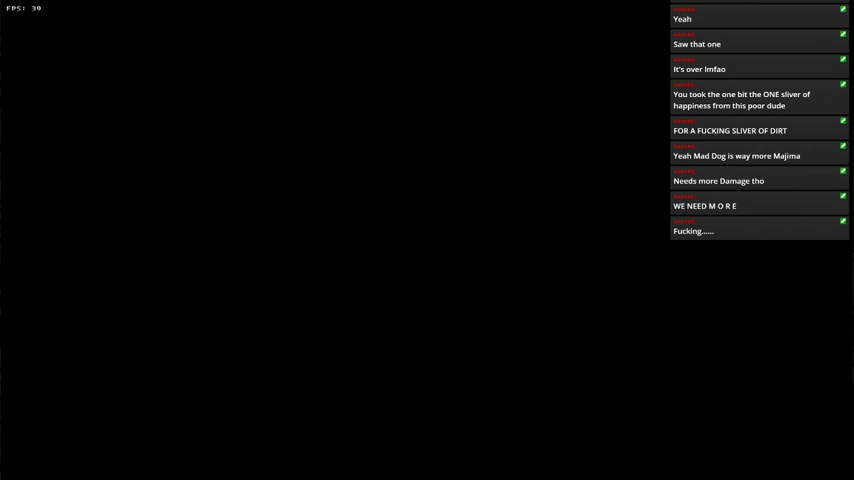 FPS: 39
Yeah
Saw that one
It's over lmfao
You took the one bit the ONE sliver of
happiness from this poor dude
FOR A FUCKING SLIVER OF DIRT
Yeah Mad Dog is way more Majima
Needs more Damage tho
WE NEED M O R E
Fucking......